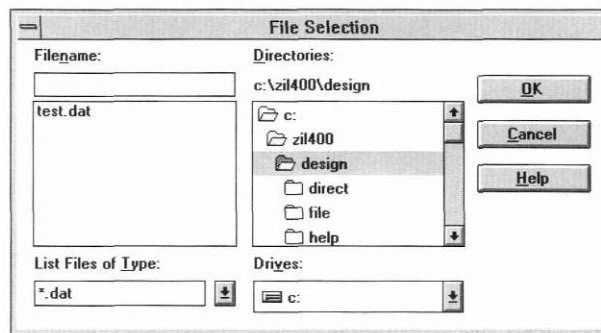 File Selection
Filename:
test.dat
List Files of Type:
*.dat
Directories:
c:\zil400\design
c:
zil400
design
direct
file
help
Drives:
c:
OK
Cancel
Help